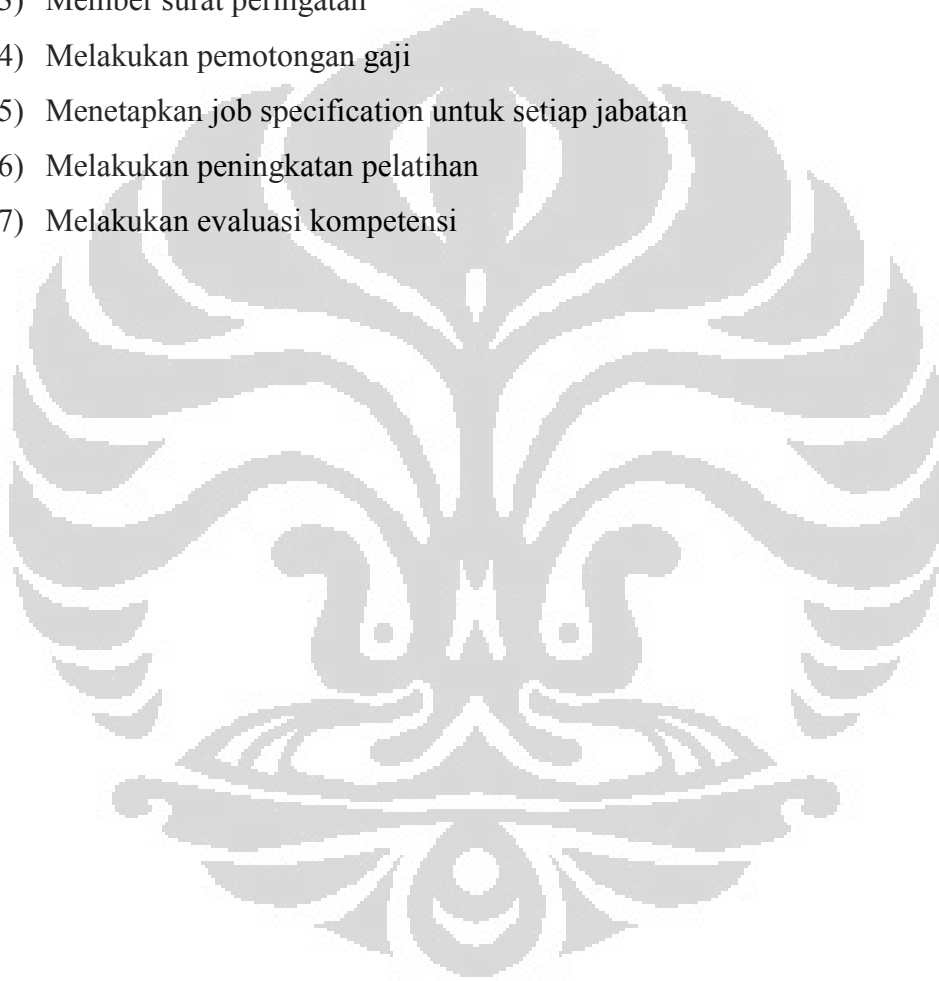 3) Member surat peringatan
4) Melakukan pemotongan gaji
5) Menetapkan job specification untuk setiap jabatan
6) Melakukan peningkatan pelatihan
7) Melakukan evaluasi kompetensi